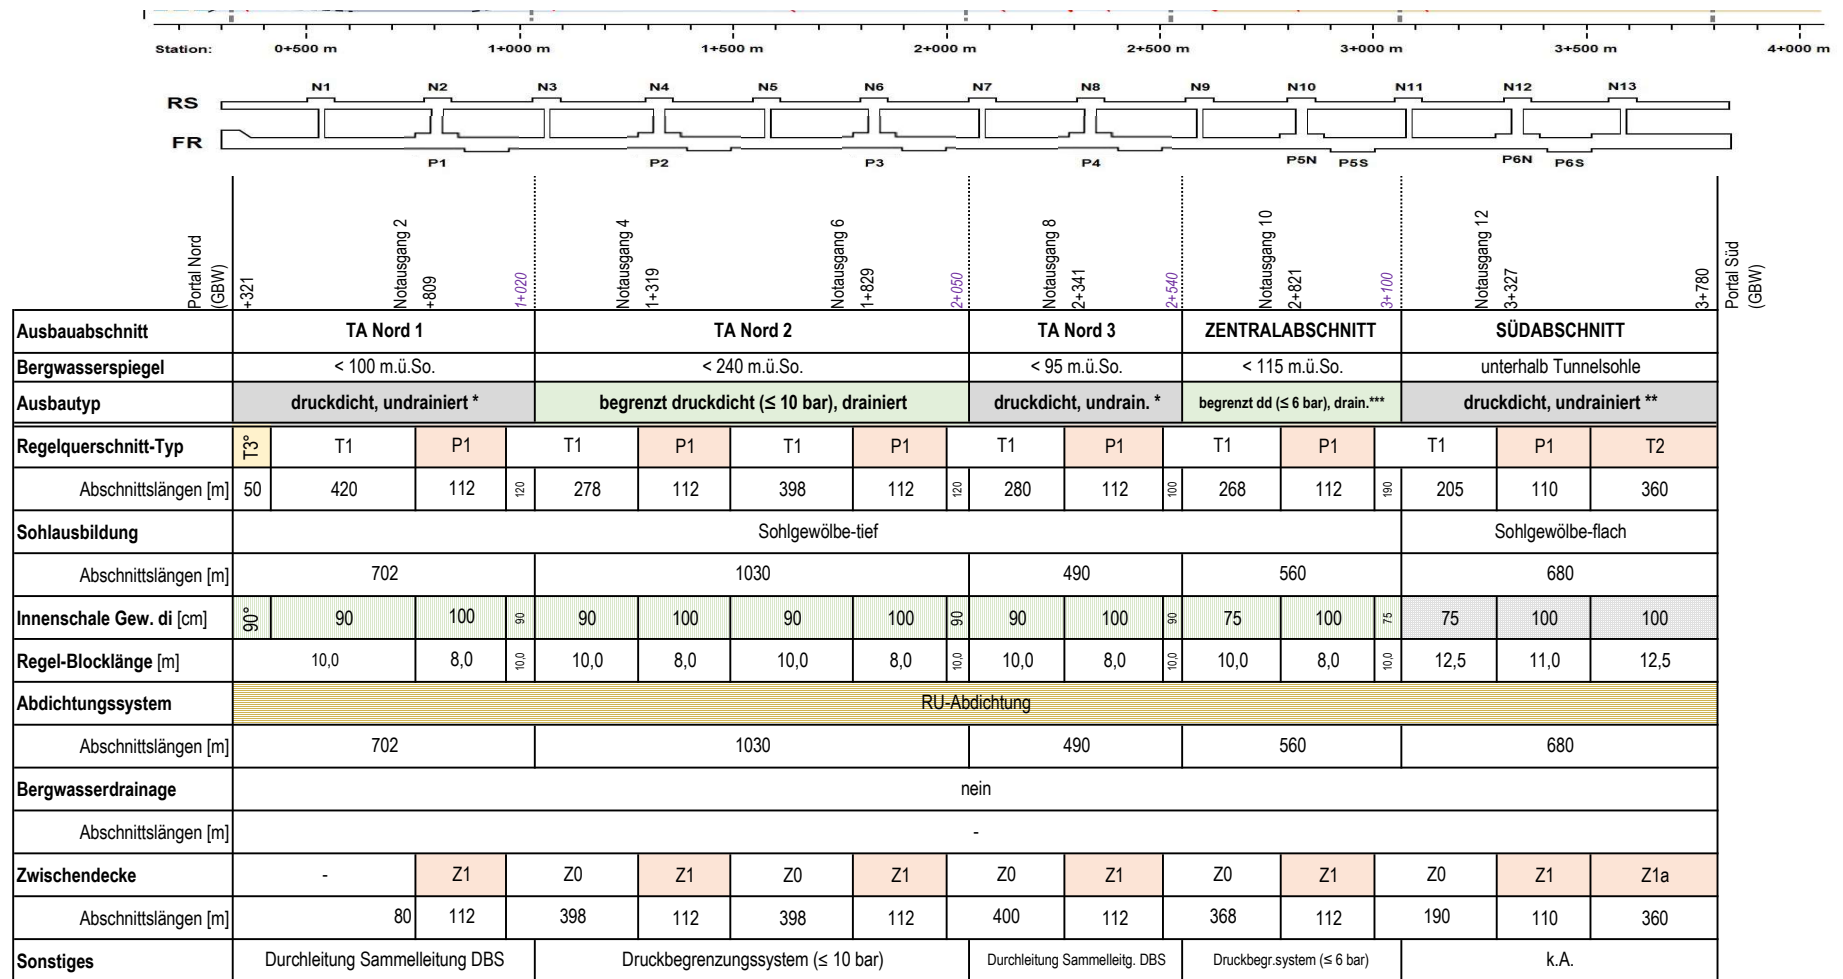 Station: 0+500 m 1+000 m 1+500 m 2+000 m 2+500 m 3+000 m 3+500 m 4+000 m
N1 N2 N3 N4 N5 N6 N7 N8 N9 N10 N11 N12 N13
RS
FR
P1 P2 P3 P4 P5N P5S P6N P6S
Portal Nord
(GBW)
+321
Notausgang 2
+809
1+020
Notausgang 4
1+319
Notausgang 6
1+829
2+050
Notausgang 8
2+341
2+540
Notausgang 10
2+821
3+100
Notausgang 12
3+327
3+780
Portal Süd
(GBW)
Ausbauabschnitt TA Nord 1 TA Nord 2 TA Nord 3 ZENTRALABSCHNITT SÜDABSCHNITT
Bergwasserspiegel < 100 m.ü.So. < 240 m.ü.So. < 95 m.ü.So. < 115 m.ü.So. unterhalb Tunnelsohle
Ausbautyp druckdicht, undrainiert * begrenzt druckdicht (≤ 10 bar), drainiert druckdicht, undrain. * begrenzt dd (≤ 6 bar), drain.*** druckdicht, undrainiert **
Regelquerschnitt-Typ T3° T1 P1 T1 P1 T1 P1 T1 P1 T1 P1 T1 P1 T2
Abschnittslängen [m] 50 420 112 120 278 112 398 112 120 280 112 100 268 112 190 205 110 360
Sohlausbildung Sohlgewölbe-tief Sohlgewölbe-flach
Abschnittslängen [m] 702 1030 490 560 680
Innenschale Gew. di [cm] 90° 90 100 90 90 100 90 100 90 90 100 90 75 100 75 75 100 100
Regel-Blocklänge [m] 10,0 8,0 10,0 10,0 8,0 10,0 8,0 10,0 10,0 8,0 10,0 10,0 8,0 10,0 12,5 11,0 12,5
Abdichtungssystem RU-Abdichtung
Abschnittslängen [m] 702 1030 490 560 680
Bergwasserdrainage nein
Abschnittslängen [m] -
Zwischendecke - Z1 Z0 Z1 Z0 Z1 Z0 Z1 Z0 Z1 Z0 Z1 Z1a
Abschnittslängen [m] 80 112 398 112 398 112 400 112 368 112 190 110 360
Sonstiges Durchleitung Sammelleitung DBS Druckbegrenzungssystem (≤ 10 bar) Durchleitung Sammelleitg. DBS Druckbegr.system (≤ 6 bar) k.A.